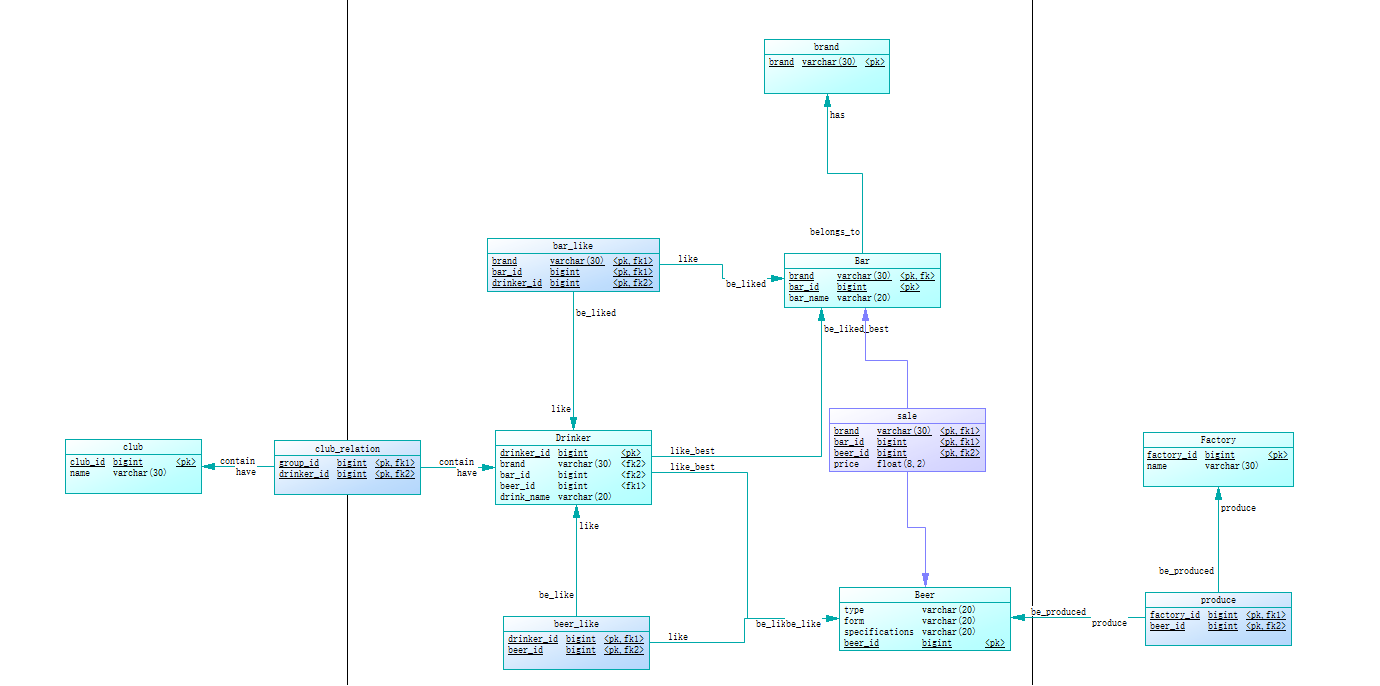 brand
brand varchar(30) <pk>
has
belongs_to
bar_like
brand varchar(30) <pk,fk1>
bar_id bigint <pk,fk1>
drinker_id bigint <pk,fk2>
like
be_liked
Bar
brand varchar(30) <pk,fk>
bar_id bigint <pk>
bar_name varchar(20)
be_liked
be_liked_best
like
sale
brand varchar(30) <pk,fk1>
bar_id bigint <pk,fk1>
beer_id bigint <pk,fk2>
price float(8,2)
club
club_id bigint <pk>
name varchar(30)
contain
have
club_relation
group_id bigint <pk,fk1>
drinker_id bigint <pk,fk2>
contain
have
Drinker
drinker_id bigint <pk>
brand varchar(30) <fk2>
bar_id bigint <fk2>
beer_id bigint <fk1>
drink_name varchar(20)
like_best
like_best
Factory
factory_id bigint <pk>
name varchar(30)
produce
be_produced
like
be_like
beer_like
drinker_id bigint <pk,fk1>
beer_id bigint <pk,fk2>
like
be_likbe_like
Beer
type varchar(20)
form varchar(20)
specifications varchar(20)
beer_id bigint <pk>
be_produced
produce
produce
factory_id bigint <pk,fk1>
beer_id bigint <pk,fk2>